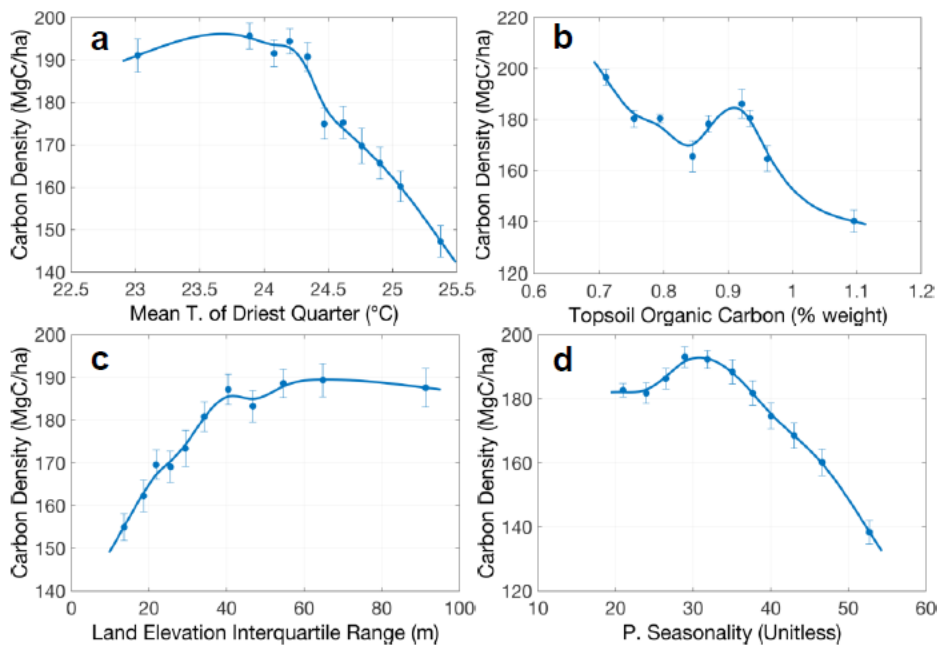 a
Carbon Density (MgC/ha)
200
190
180
170
160
150
140
22.5 23 23.5 24 24.5 25 25.5
Mean T. of Driest Quarter (°C)
b
Carbon Density (MgC/ha)
220
200
180
160
140
120
0.6 0.7 0.8 0.9 1 1.1 1.2
Topsoil Organic Carbon (% weight)
c
Carbon Density (MgC/ha)
200
190
180
170
160
150
140
0 20 40 60 80 100
Land Elevation Interquartile Range (m)
d
Carbon Density (MgC/ha)
200
180
160
140
120
10 20 30 40 50 60
P. Seasonality (Unitless)